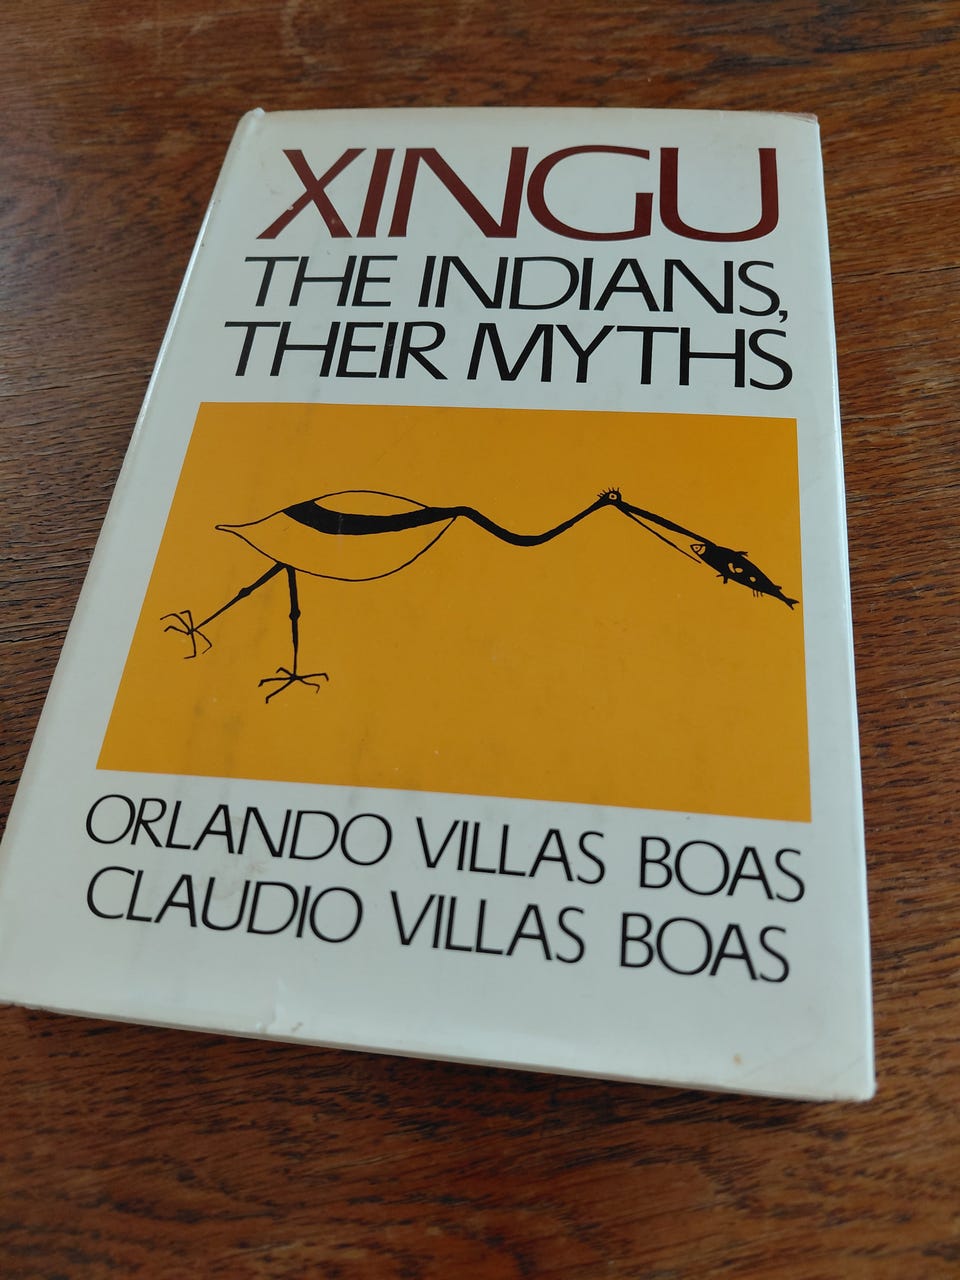 XINGU
THE INDIANS,
THEIR MYTHS
ORLANDO VILLAS BOAS
CLAUDIO VILLAS BOAS